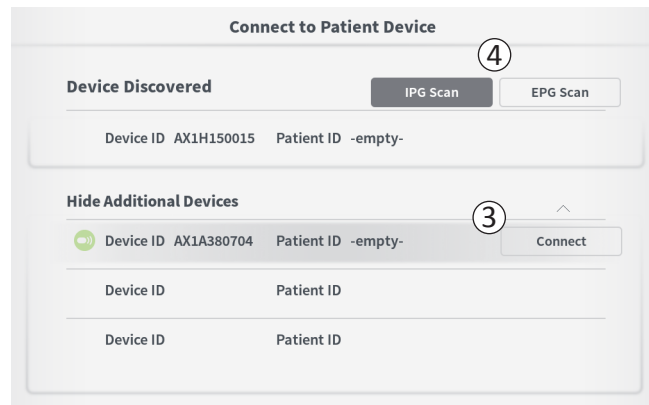 Connect to Patient Device
④
Device Discovered IPG Scan EPG Scan
Device ID AX1H150015 Patient ID -empty-
Hide Additional Devices
③
Device ID AX1A380704 Patient ID -empty- Connect
Device ID Patient ID
Device ID Patient ID